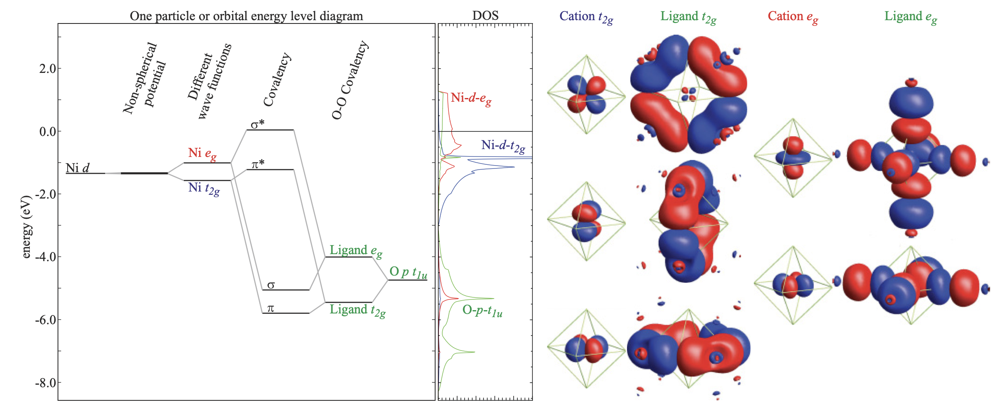 One particle or orbital energy level diagram
DOS
Cation t2g
Ligand t2g
Cation eg
Ligand eg
Non-spherical
potential
Different
wave functions
Covalency
O-O Covalency
energy (eV)
2.0
0.0
-2.0
-4.0
-6.0
-8.0
Ni d
Ni eg
Ni t2g
σ*
π*
σ
π
Ligand eg
Ligand t2g
O p t1u
Ni-d-eg
Ni-d-t2g
O-p-t1u